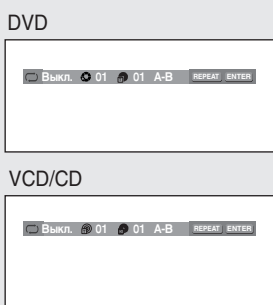 DVD
Выкл. 01 01 A-B REPEAT ENTER
VCD/CD
Выкл. 01 01 A-B REPEAT ENTER